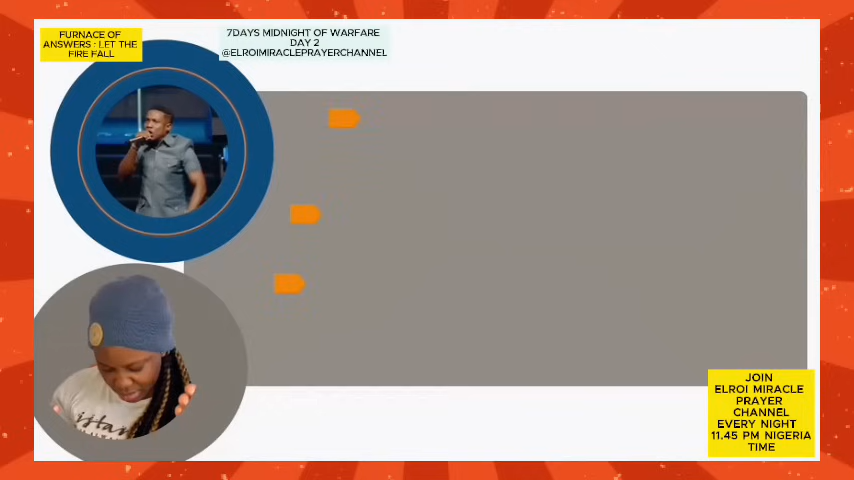 FURNACE OF
ANSWERS : LET THE
FIRE FALL
7DAYS MIDNIGHT OF WARFARE
DAY 2
@ELROIMIRACLEPRAYERCHANNEL
JOIN
ELROI MIRACLE
PRAYER
CHANNEL
EVERY NIGHT
11.45 PM NIGERIA
TIME